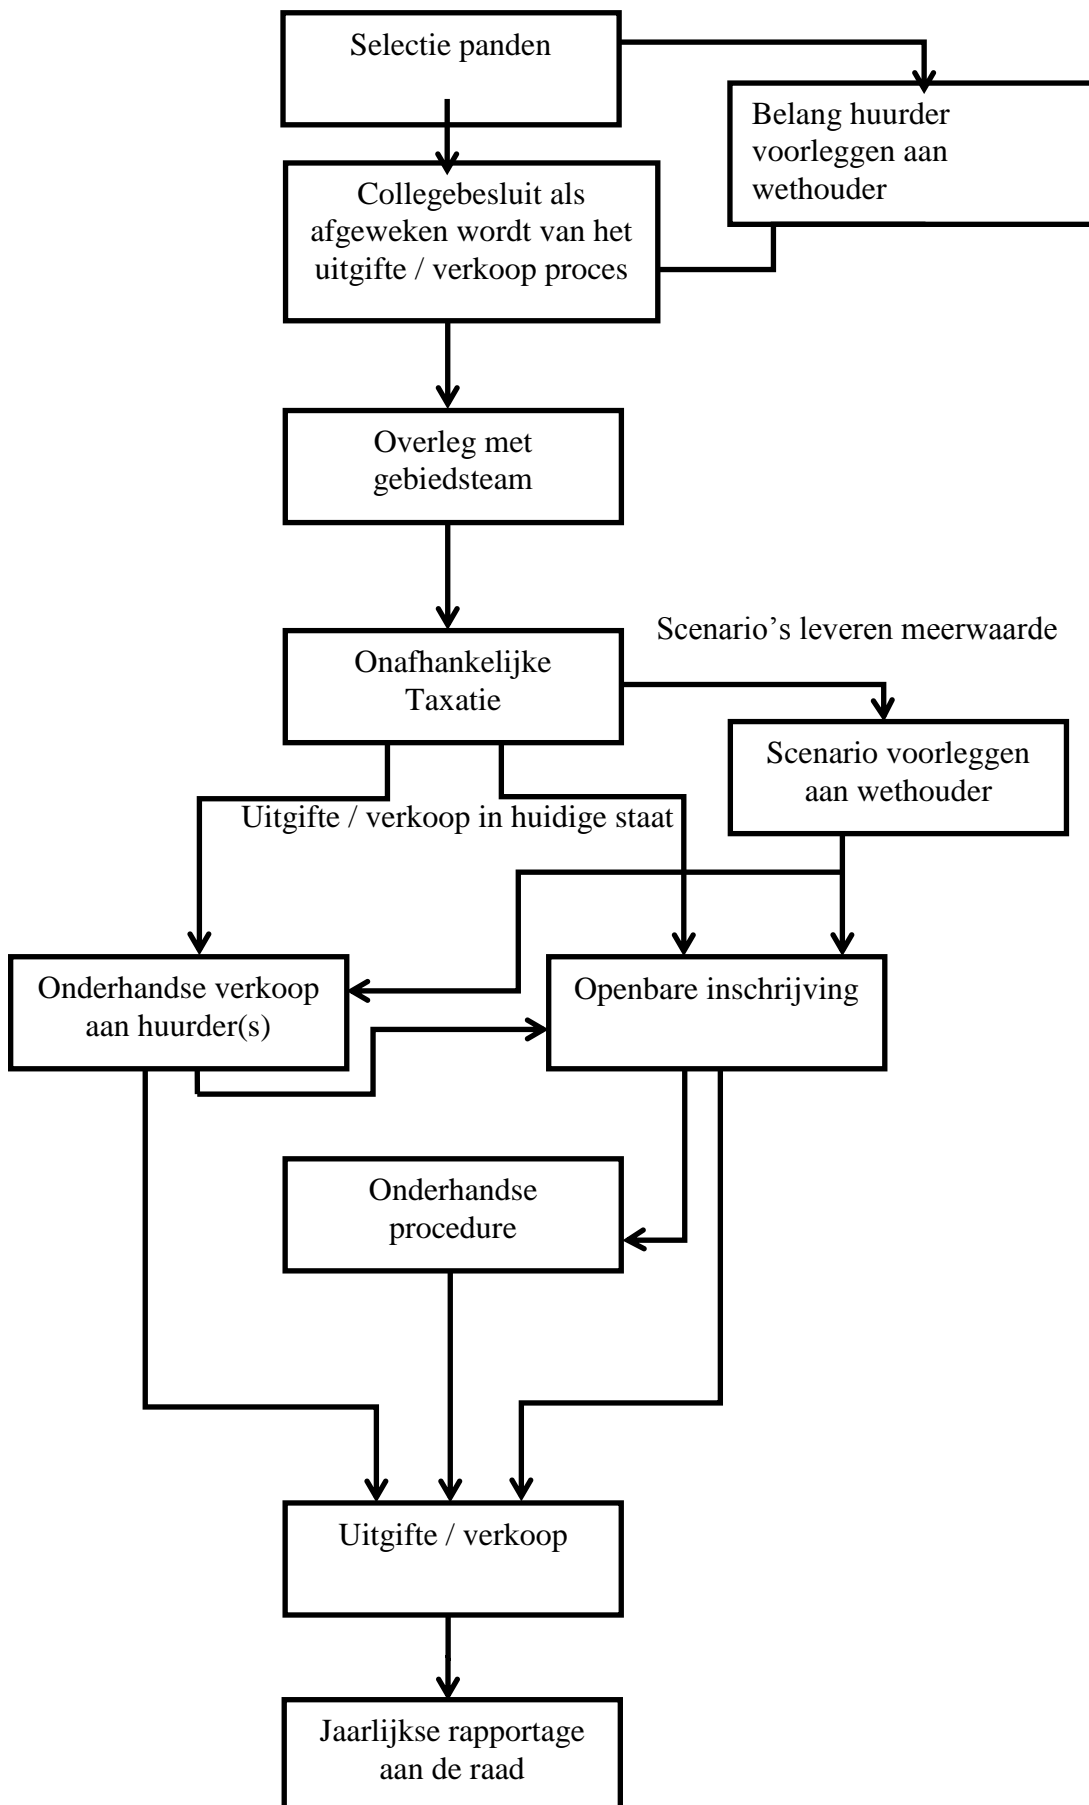 Selectie panden
Belang huurder
voorleggen aan
wethouder
Collegebesluit als
afgeweken wordt van het
uitgifte / verkoop proces
Overleg met
gebiedsteam
Scenario’s leveren meerwaarde
Onafhankelijke
Taxatie
Scenario voorleggen
aan wethouder
Uitgifte / verkoop in huidige staat
Onderhandse verkoop
aan huurder(s)
Openbare inschrijving
Onderhandse
procedure
Uitgifte / verkoop
Jaarlijkse rapportage
aan de raad